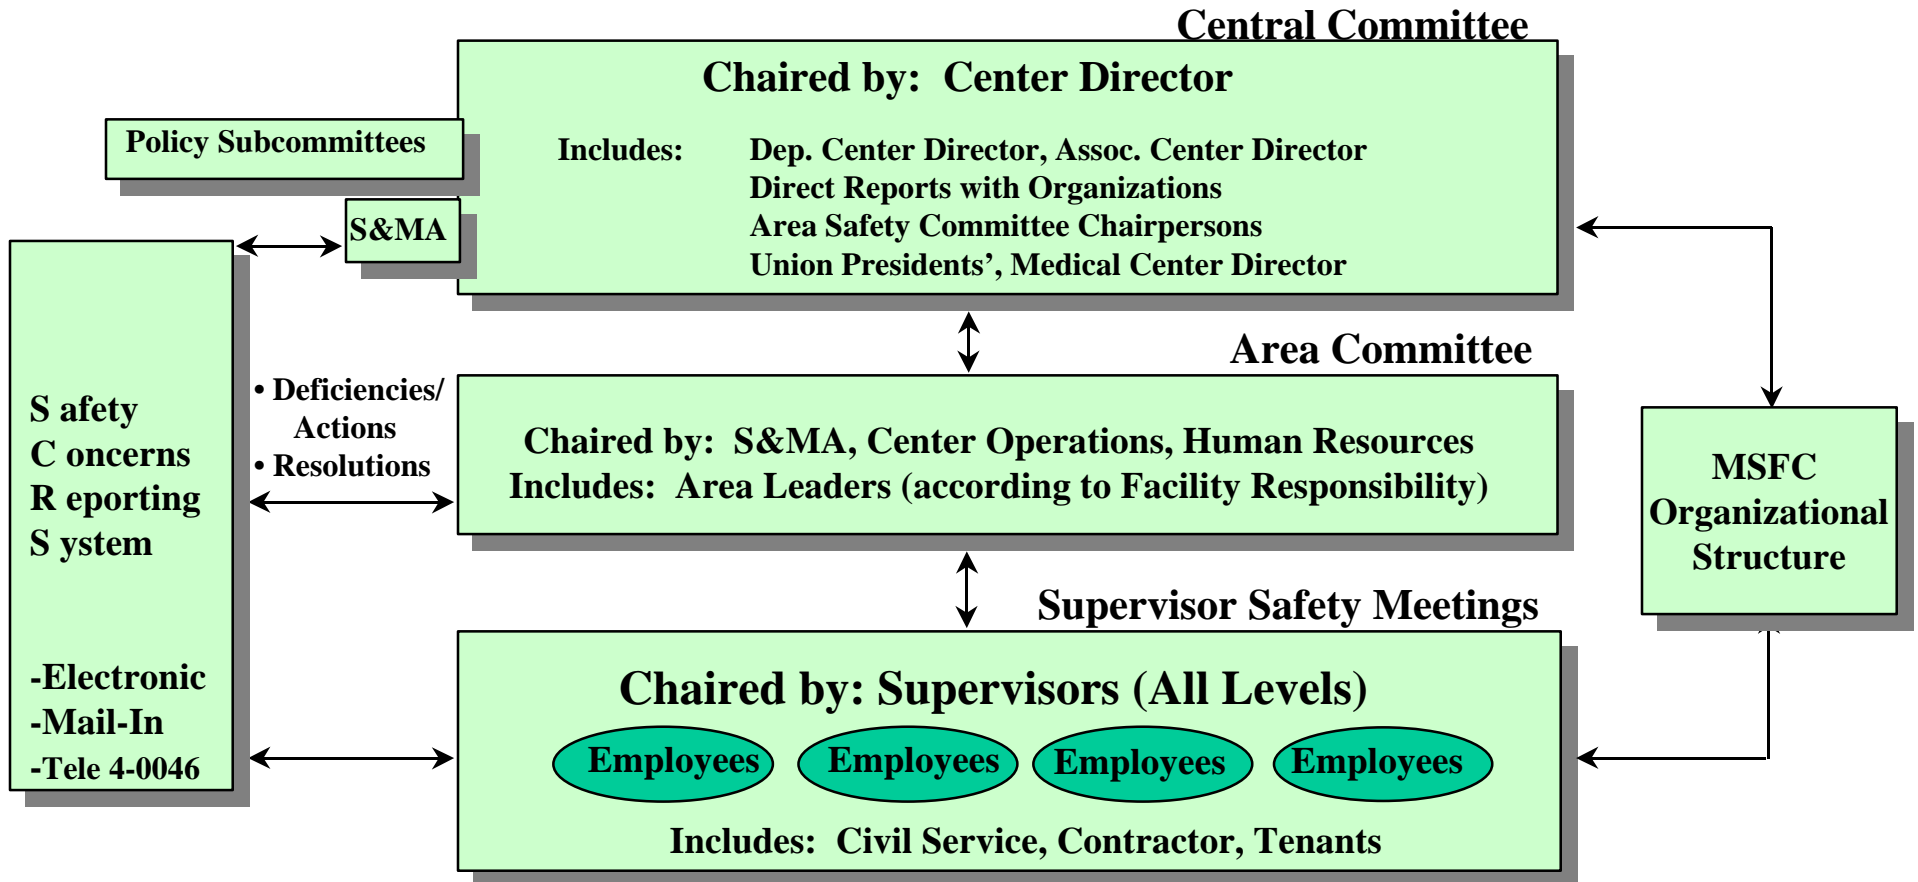 Central Committee
Chaired by: Center Director
Policy Subcommittees
Includes: Dep. Center Director, Assoc. Center Director
Direct Reports with Organizations
Area Safety Committee Chairpersons
Union Presidents’, Medical Center Director
S&MA
Area Committee
Chaired by: S&MA, Center Operations, Human Resources
Includes: Area Leaders (according to Facility Responsibility)
• Deficiencies/
Actions
• Resolutions
S afety
C oncerns
R eporting
S ystem
-Electronic
-Mail-In
-Tele 4-0046
MSFC
Organizational
Structure
Supervisor Safety Meetings
Chaired by: Supervisors (All Levels)
Employees Employees Employees Employees
Includes: Civil Service, Contractor, Tenants